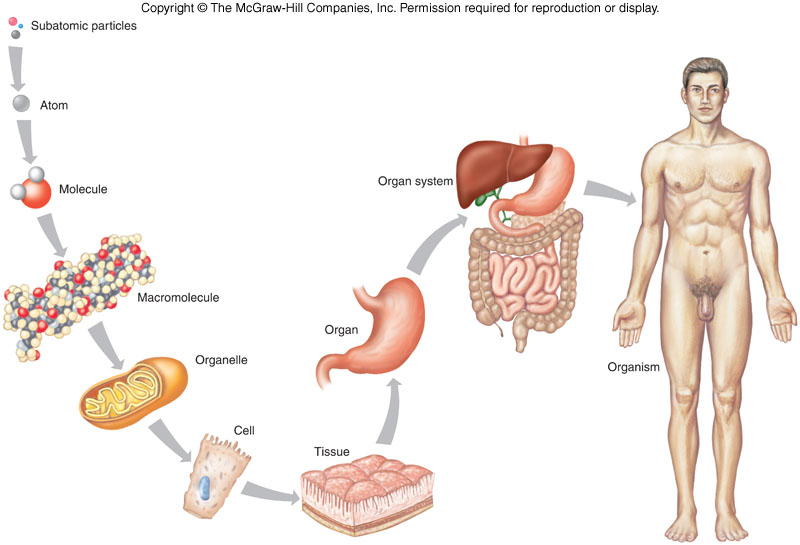 Copyright © The McGraw-Hill Companies, Inc. Permission required for reproduction or display.
Subatomic particles
Atom
Molecule
Macromolecule
Organelle
Cell
Tissue
Organ
Organ system
Organism